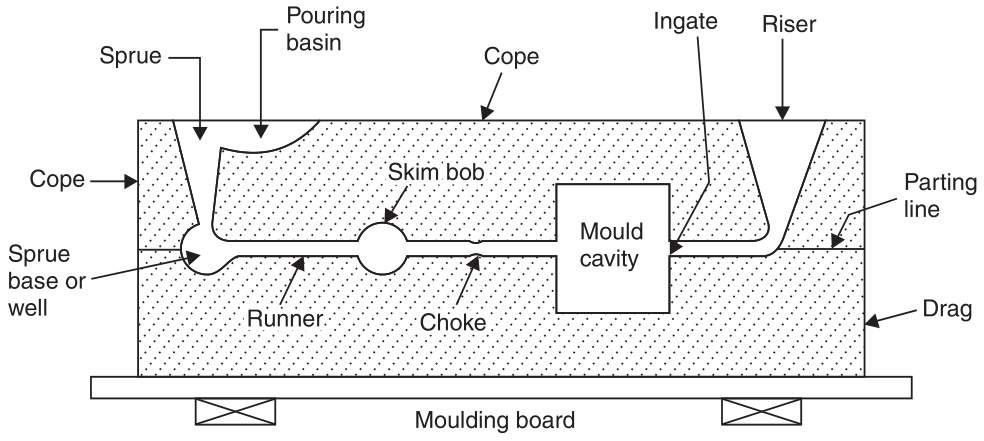 Pouring
basin
Sprue
Ingate
Riser
Cope
Cope
Skim bob
Parting
line
Mould
cavity
Sprue
base or
well
Runner
Choke
Drag
Moulding board